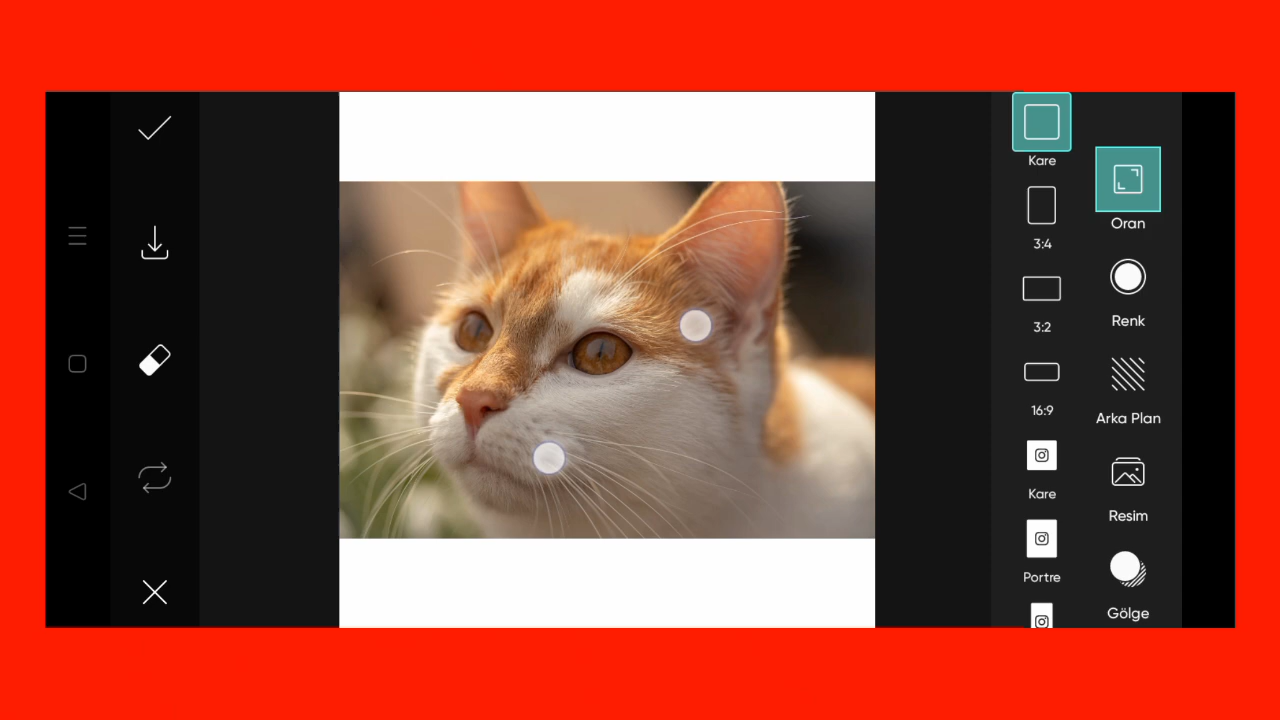 Kare
3:4
3:2
16:9
Kare
Portre
Oran
Renk
Arka Plan
Resim
Gölge